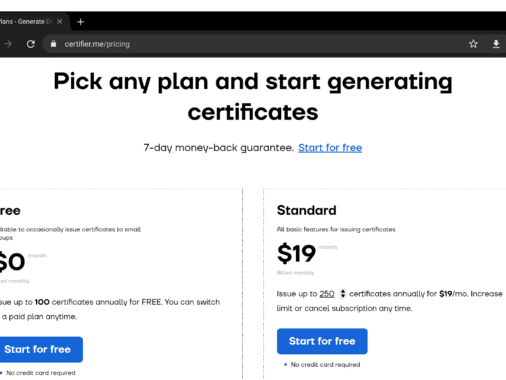 Plans - Generate Di
certifier.me/pricing
Pick any plan and start generating
certificates
7-day money-back guarantee. Start for free
ree
itable to occasionally issue certificates to small
oups
$0 /month
led monthly
sue up to 100 certificates annually for FREE. You can switch
a paid plan anytime.
Start for free
No credit card required
Standard
All basic features for issuing certificates
$19 /month
Billed monthly
Issue up to 250 certificates annually for $19/mo. Increase
limit or cancel subscription any time.
Start for free
No credit card required